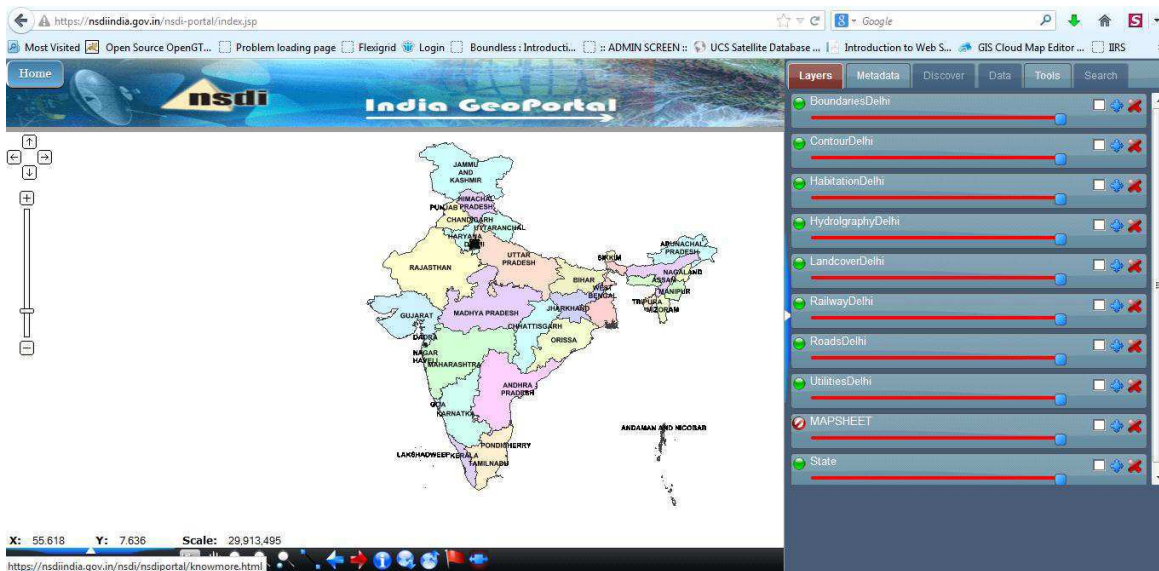 https://nsdiindia.gov.in/nsdi-portal/index.jsp
Google
Most Visited Open Source OpenGT... Problem loading page Flexigrid Login Boundless : Introducti... :: ADMIN SCREEN :: UCS Satellite Database ... Introduction to Web S... GIS Cloud Map Editor ... IIRS
Home
nsdi
India GeoPortal
Layers Metadata Discover Data Tools Search
BoundariesDelhi
ContourDelhi
HabitationDelhi
HydrolgraphyDelhi
LandcoverDelhi
RailwayDelhi
RoadsDelhi
UtilitiesDelhi
MAPSHEET
State
JAMMU
AND
KASHMIR
HIMACHAL
PUNJAB PRADESH
CHANDIGARH
UTTARANCHAL
HARYANA
RAJASTHAN
UTTAR
PRADESH
SIKKIM
ARUNACHAL
PRADESH
BIHAR
ASSAM
NAGALAND
MANIPUR
WEST
BENGAL
TRIPURA
MIZORAM
GUJARAT
MADHYA PRADESH
JHARKHAND
CHHATTISGARH
ORISSA
DADRA
NAGAR
HAVELI
MAHARASHTRA
ANDHRA
PRADESH
GOA
KARNATKA
ANDAMAN AND NICOBAR
PONDICHERRY
LAKSHADWEEP
KERALA
TAMILNADU
X: 55.618 Y: 7.636 Scale: 29,913,495
https://nsdiindia.gov.in/nsdi/nsdiportal/knowmore.html